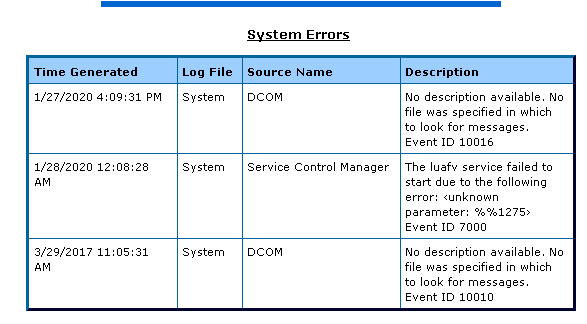 System Errors
Time Generated Log File Source Name Description
1/27/2020 4:09:31 PM System DCOM No description available. No
file was specified in which
to look for messages.
Event ID 10016
1/28/2020 12:08:28 System Service Control Manager The luafv service failed to
AM start due to the following
error: <unknown
parameter: %%1275>
Event ID 7000
3/29/2017 11:05:31 System DCOM No description available. No
AM file was specified in which
to look for messages.
Event ID 10010